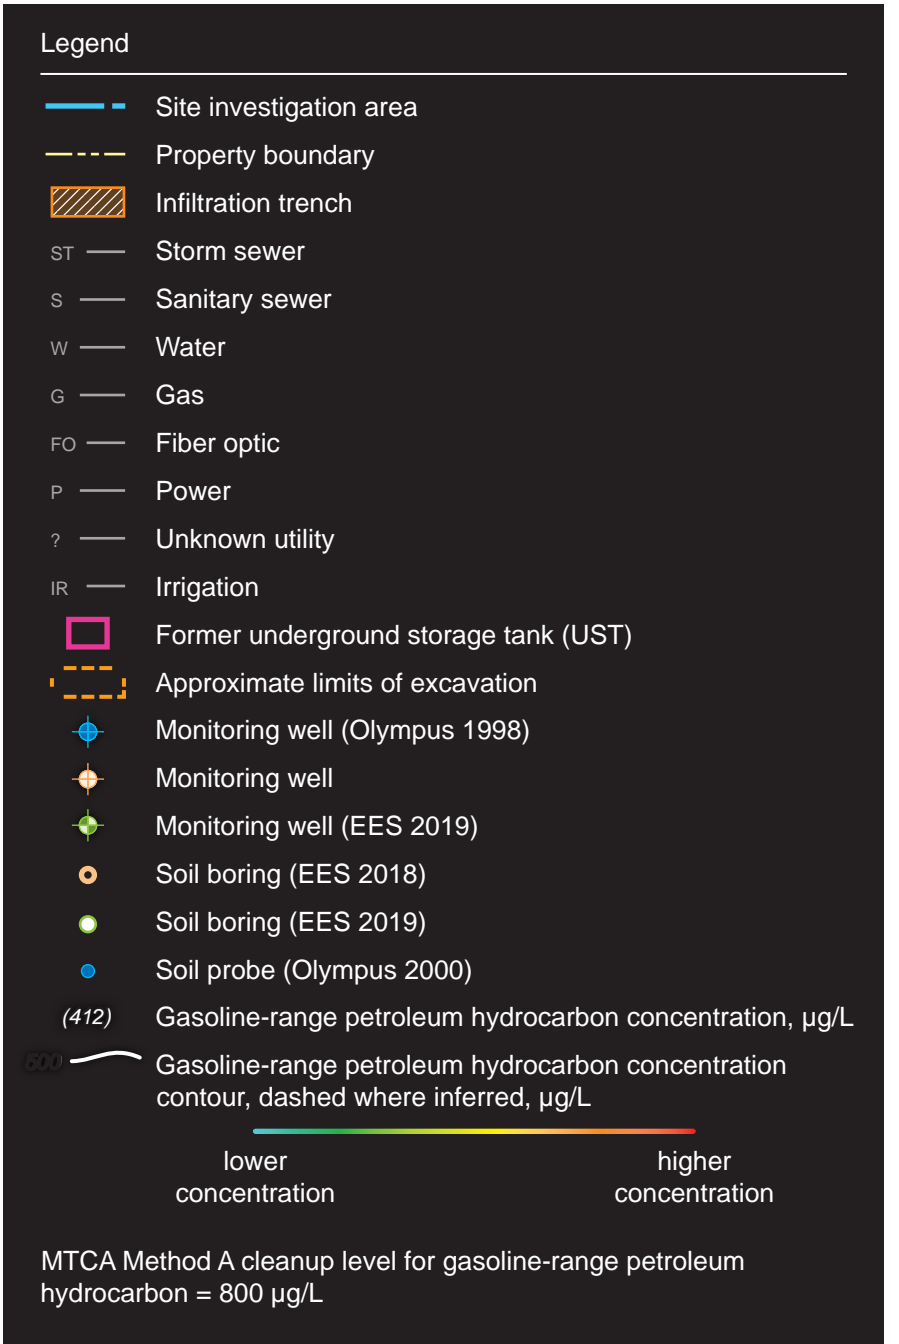 Legend
Site investigation area
Property boundary
Infiltration trench
ST Storm sewer
S Sanitary sewer
W Water
G Gas
FO Fiber optic
P Power
? Unknown utility
IR Irrigation
Former underground storage tank (UST)
Approximate limits of excavation
Monitoring well (Olympus 1998)
Monitoring well
Monitoring well (EES 2019)
Soil boring (EES 2018)
Soil boring (EES 2019)
Soil probe (Olympus 2000)
(412) Gasoline-range petroleum hydrocarbon concentration, µg/L
500 Gasoline-range petroleum hydrocarbon concentration
contour, dashed where inferred, µg/L
lower higher
concentration concentration
MTCA Method A cleanup level for gasoline-range petroleum
hydrocarbon = 800 µg/L